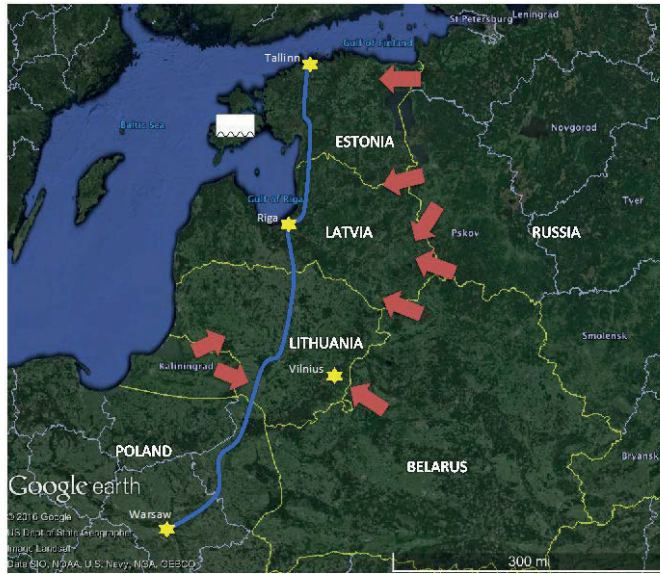 St Petersburg
Leningrad
Gulf of Finland
Tallinn
Baltic Sea
ESTONIA
Novgorod
Gulf of Riga
Riga
LATVIA
Pskov
RUSSIA
Tver
LITHUANIA
Smolensk
Kaliningrad
Vilnius
POLAND
BELARUS
Bryansk
Google earth
Warsaw
© 2016 Google
US Dept of State Geographer
Image Landsat
Data SIO, NOAA, U.S. Navy, NGA, GEBCO
300 mi